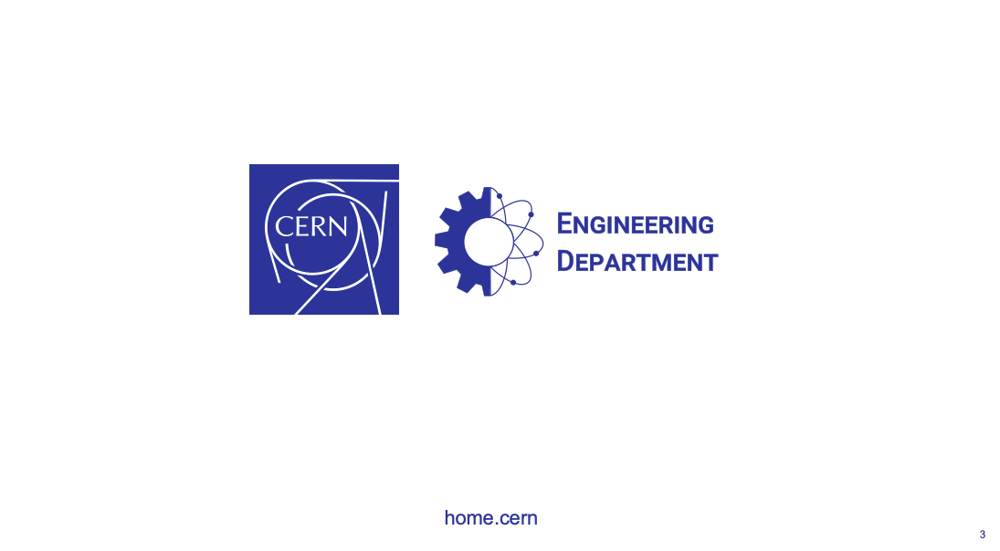 CERN
ENGINEERING
DEPARTMENT
home.cern
3